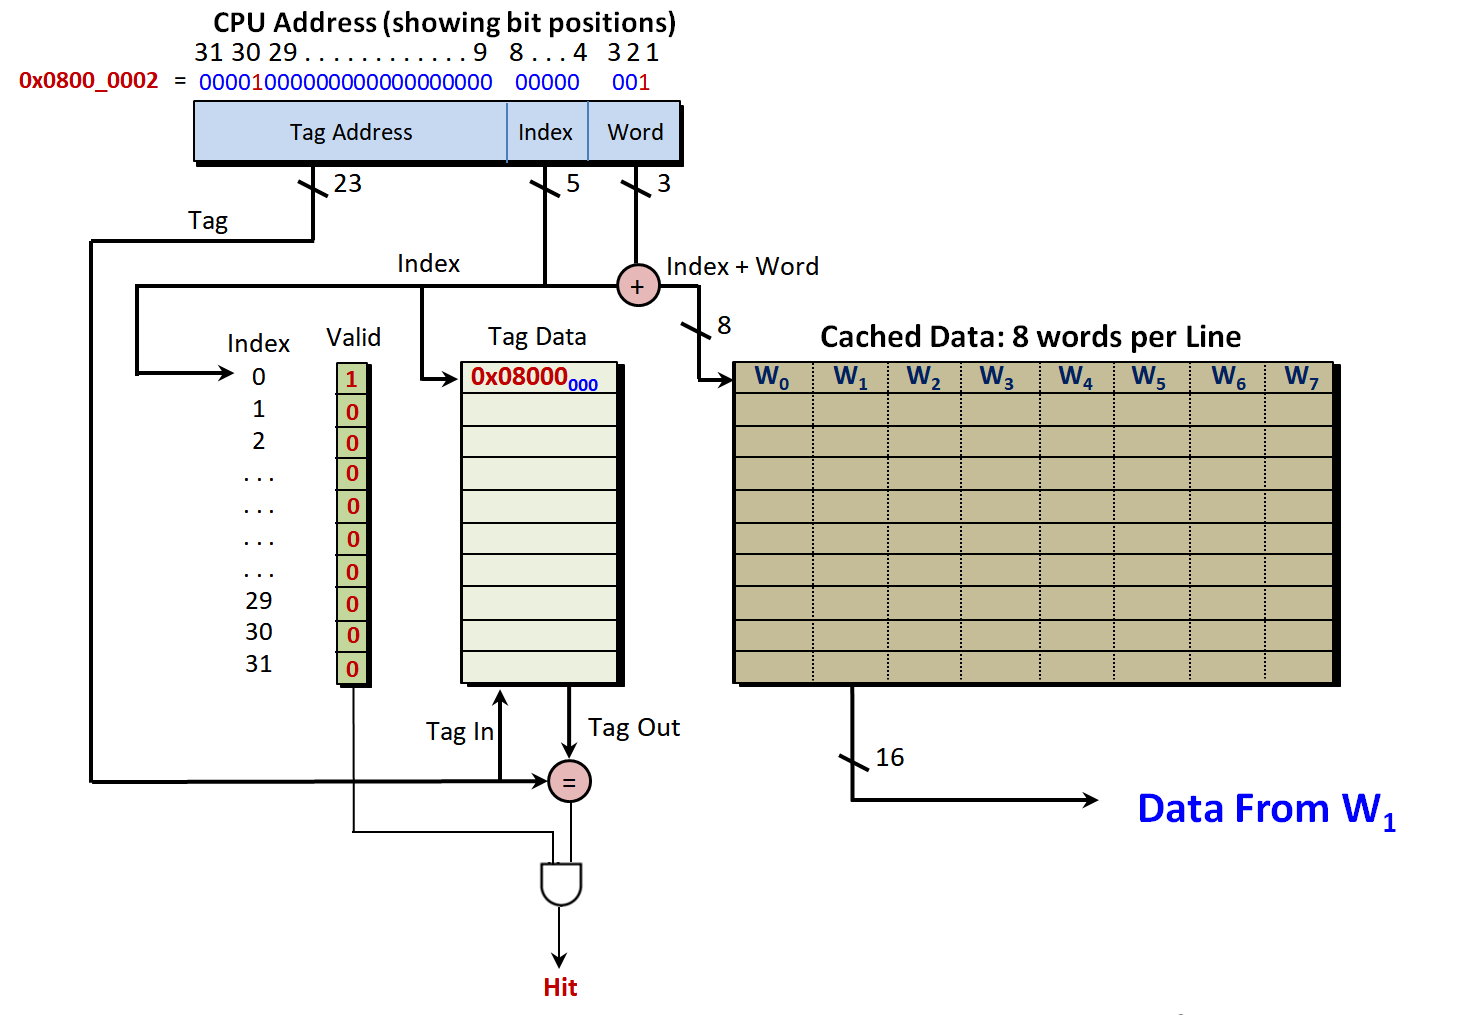 CPU Address (showing bit positions)
31 30 29 . . . . . . . . . . . . 9 8 . . . 4 3 2 1
0x0800_0002 = 00001000000000000000000 00000 001
Tag Address Index Word
23 5 3
Tag
Index
Index + Word
+
8
Cached Data: 8 words per Line
Index Valid Tag Data
0 1 0x08000000 W0 W1 W2 W3 W4 W5 W6 W7
1 0
2 0
. . . 0
. . . 0
. . . 0
. . . 0
29 0
30 0
31 0
Tag In Tag Out
16
=
Data From W1
Hit